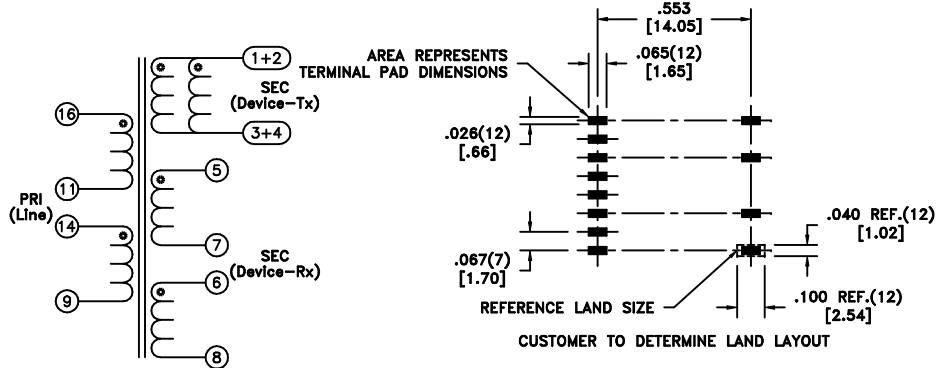 1+2
SEC
(Device-Tx)
3+4
16
11
PRI
(Line)
14
9
5
7
SEC
(Device-Rx)
6
8
.553
[14.05]
AREA REPRESENTS
TERMINAL PAD DIMENSIONS
.065(12)
[1.65]
.026(12)
[.66]
.067(7)
[1.70]
.040 REF.(12)
[1.02]
REFERENCE LAND SIZE
.100 REF.(12)
[2.54]
CUSTOMER TO DETERMINE LAND LAYOUT